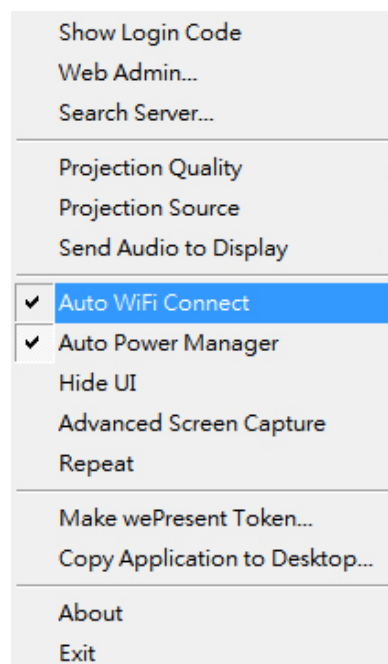 Show Login Code
Web Admin...
Search Server...
Projection Quality
Projection Source
Send Audio to Display
Auto WiFi Connect
Auto Power Manager
Hide UI
Advanced Screen Capture
Repeat
Make wePresent Token...
Copy Application to Desktop...
About
Exit